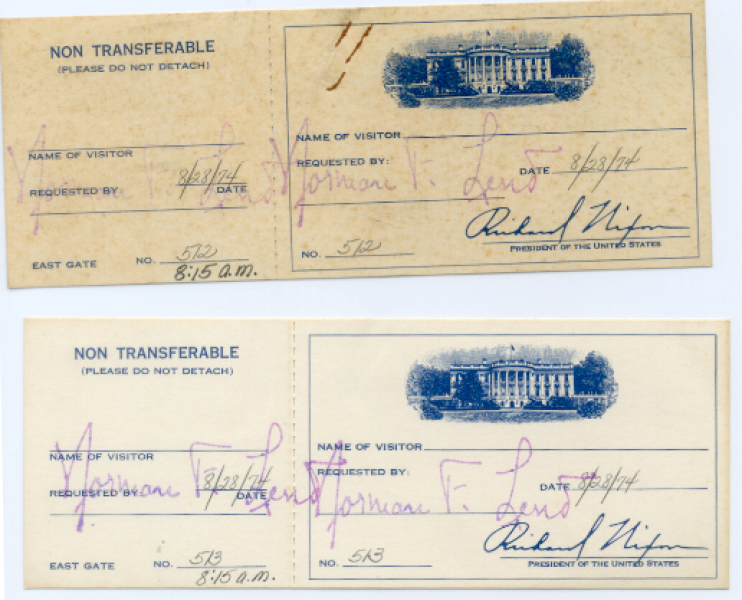 NON TRANSFERABLE
(PLEASE DO NOT DETACH)
NAME OF VISITOR
8/28/74
REQUESTED BY: DATE
Norman F. Lent
EAST GATE NO. 512
8:15 a.m.
NAME OF VISITOR
REQUESTED BY:
DATE 8/28/74
Norman F. Lent
Richard Nixon
PRESIDENT OF THE UNITED STATES
NO. 512
NON TRANSFERABLE
(PLEASE DO NOT DETACH)
NAME OF VISITOR
8/28/74
REQUESTED BY: DATE
Norman F. Lent
EAST GATE NO. 513
8:15 a.m.
NAME OF VISITOR
REQUESTED BY:
DATE 8/28/74
Norman F. Lent
Richard Nixon
PRESIDENT OF THE UNITED STATES
NO. 513